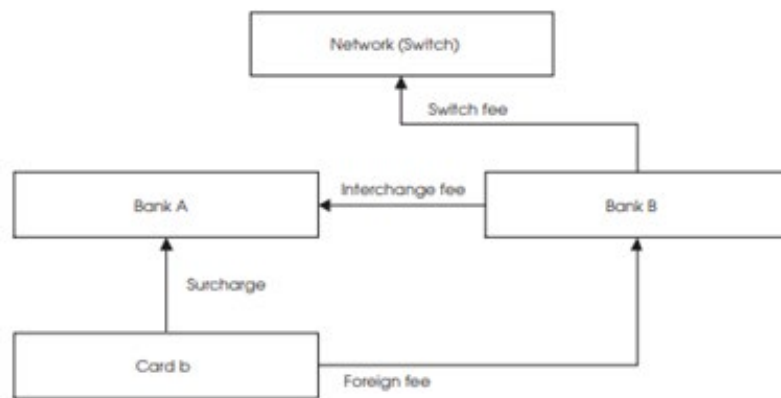 Network (Switch)
Switch fee
Interchange fee
Bank A
Bank B
Surcharge
Card b
Foreign fee